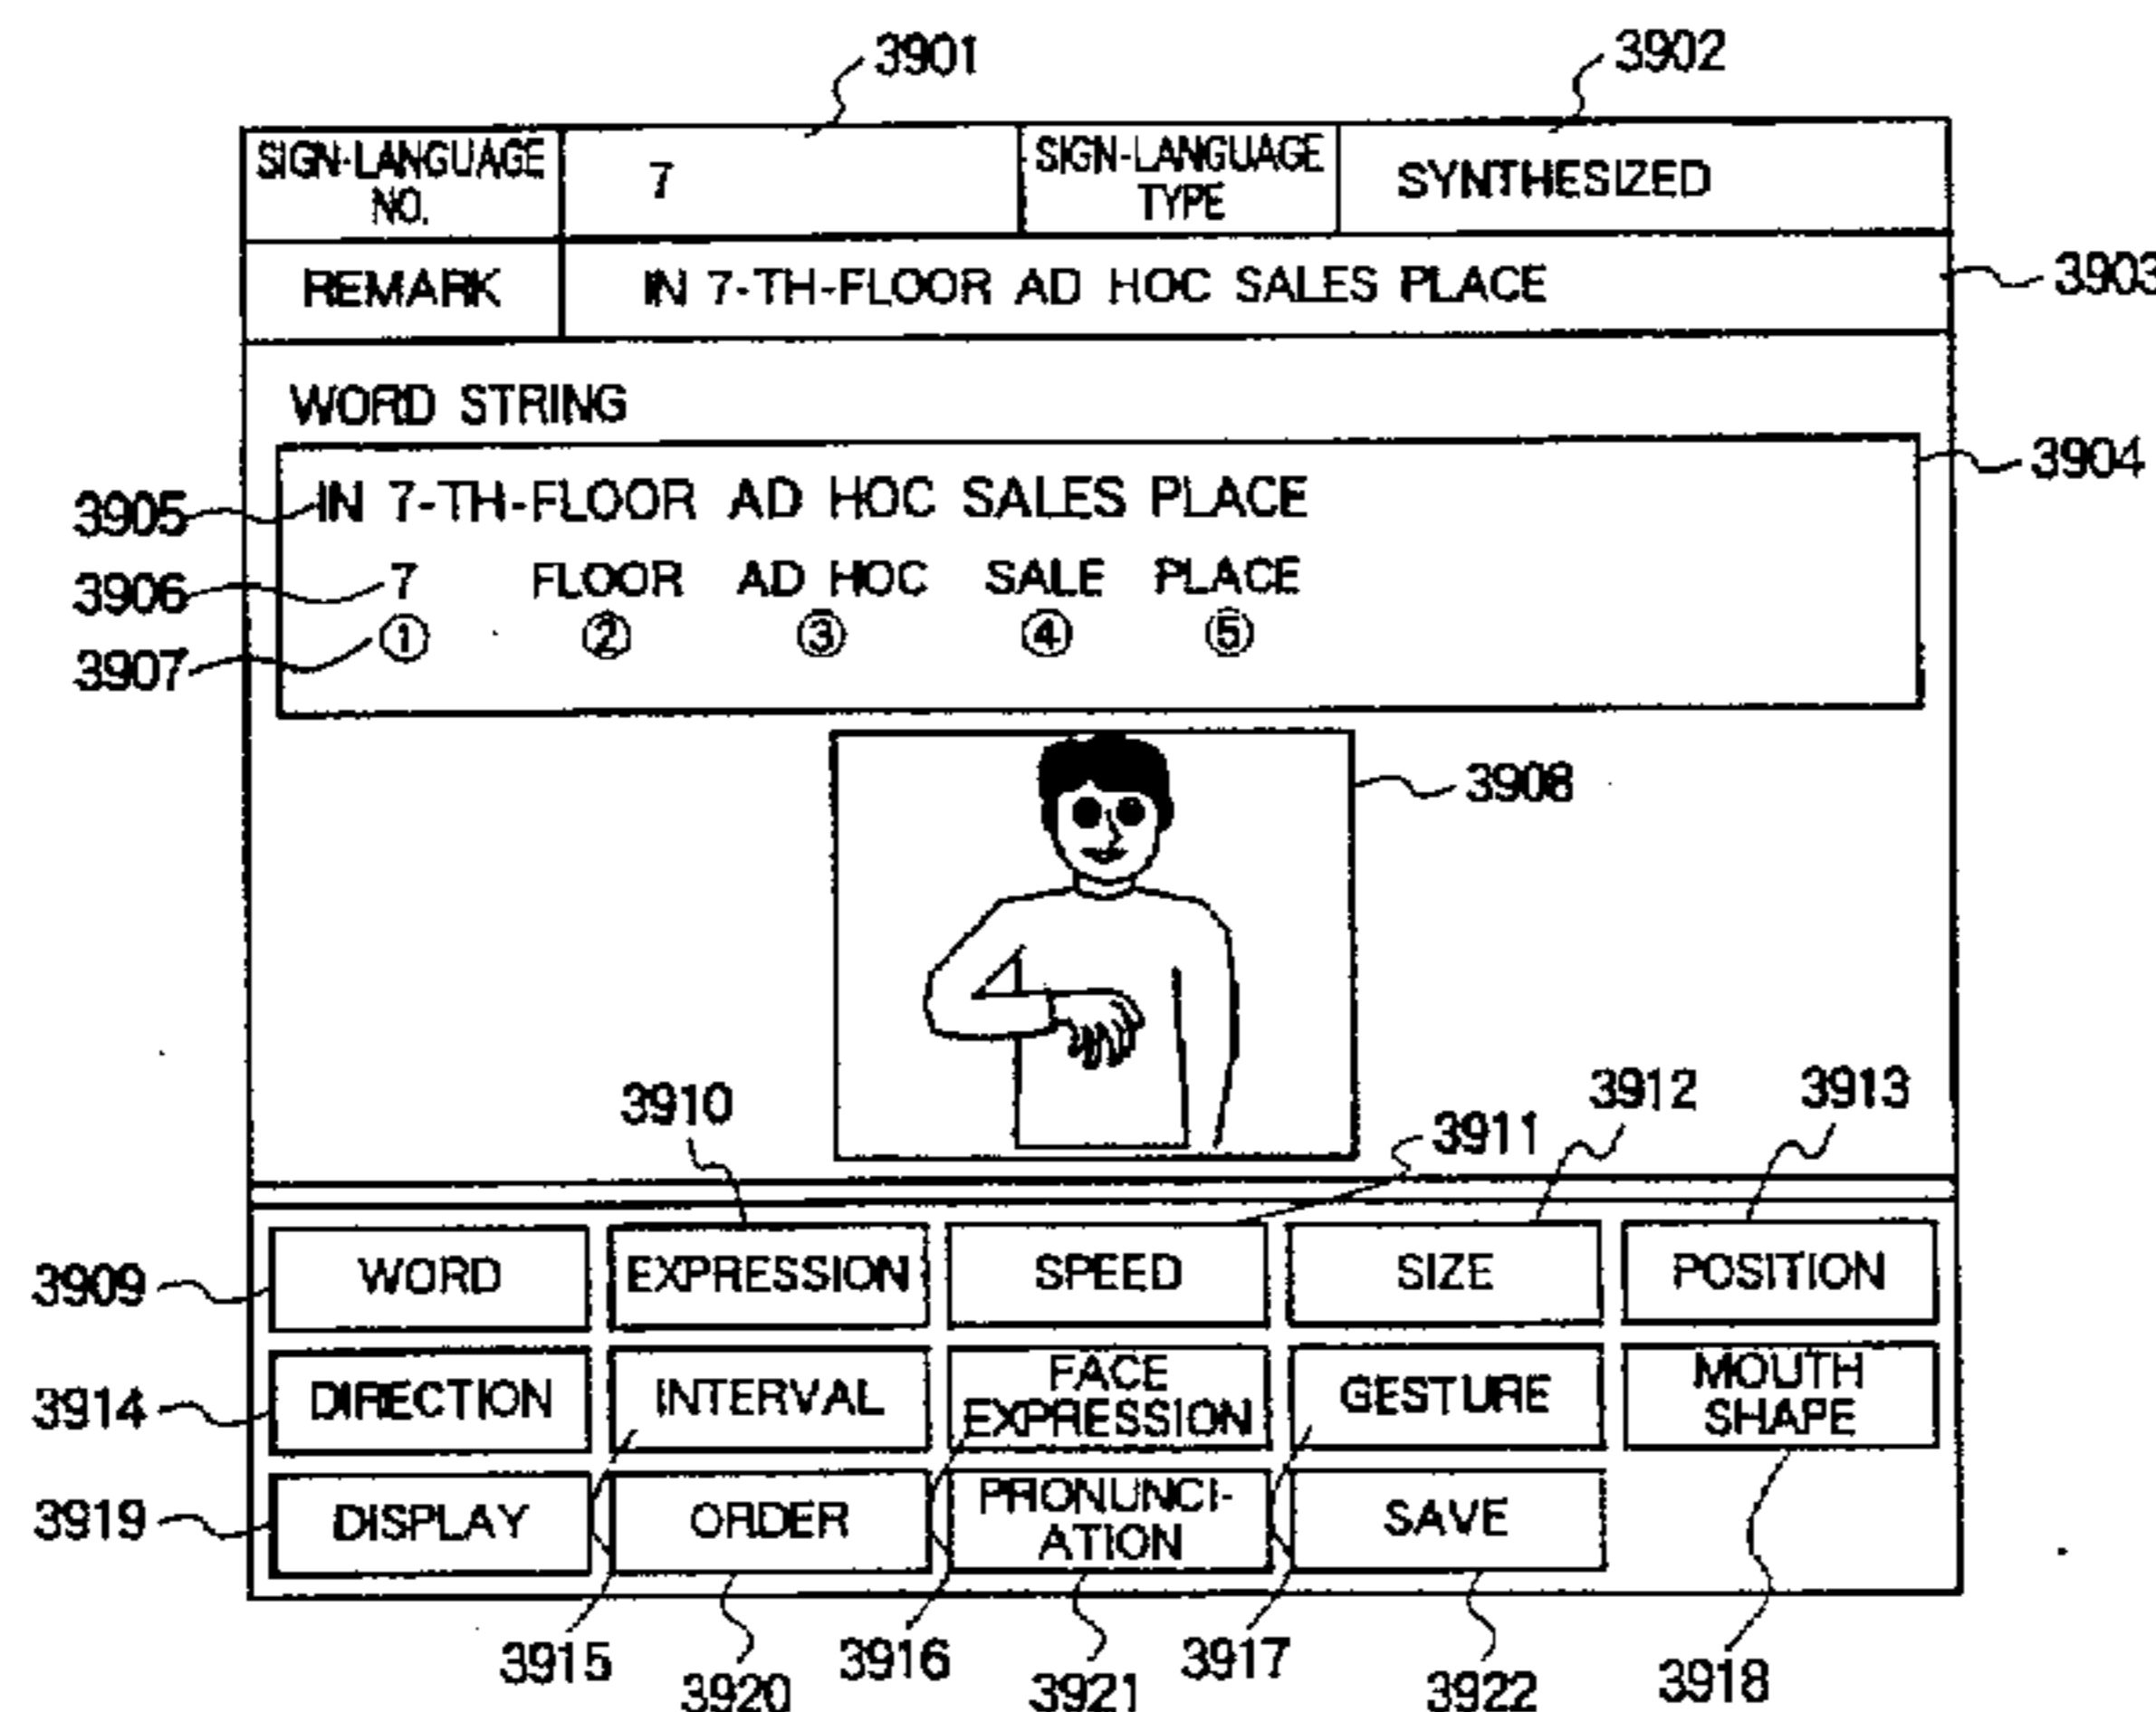 3901
3902
SIGN-LANGUAGE NO.
7
SIGN-LANGUAGE TYPE
SYNTHESIZED
REMARK
IN 7-TH-FLOOR AD HOC SALES PLACE
3903
WORD STRING
3904
3905
IN 7-TH-FLOOR AD HOC SALES PLACE
3906
7 FLOOR AD HOC SALE PLACE
3907
① ② ③ ④ ⑤
3908
3910
3911
3912
3913
3909
WORD
EXPRESSION
SPEED
SIZE
POSITION
3914
DIRECTION
INTERVAL
FACE
EXPRESSION
GESTURE
MOUTH
SHAPE
3919
DISPLAY
ORDER
PRONUNCI-
ATION
SAVE
3915
3920
3916
3921
3917
3922
3918